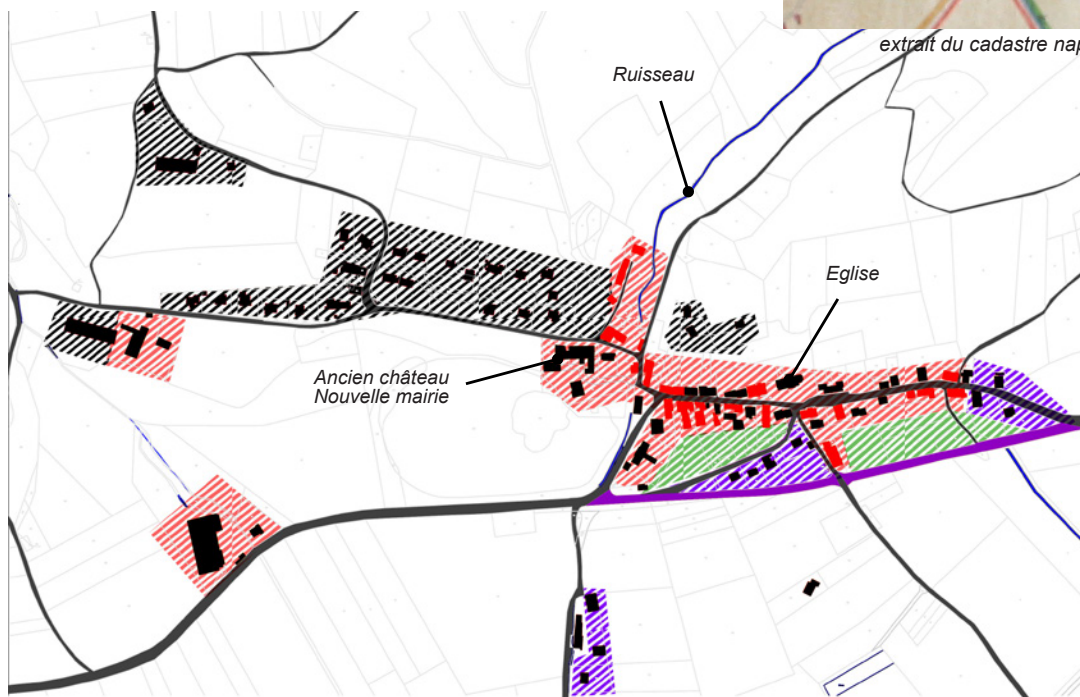 extrait du cadastre nap
Ruisseau
Eglise
Ancien château
Nouvelle mairie